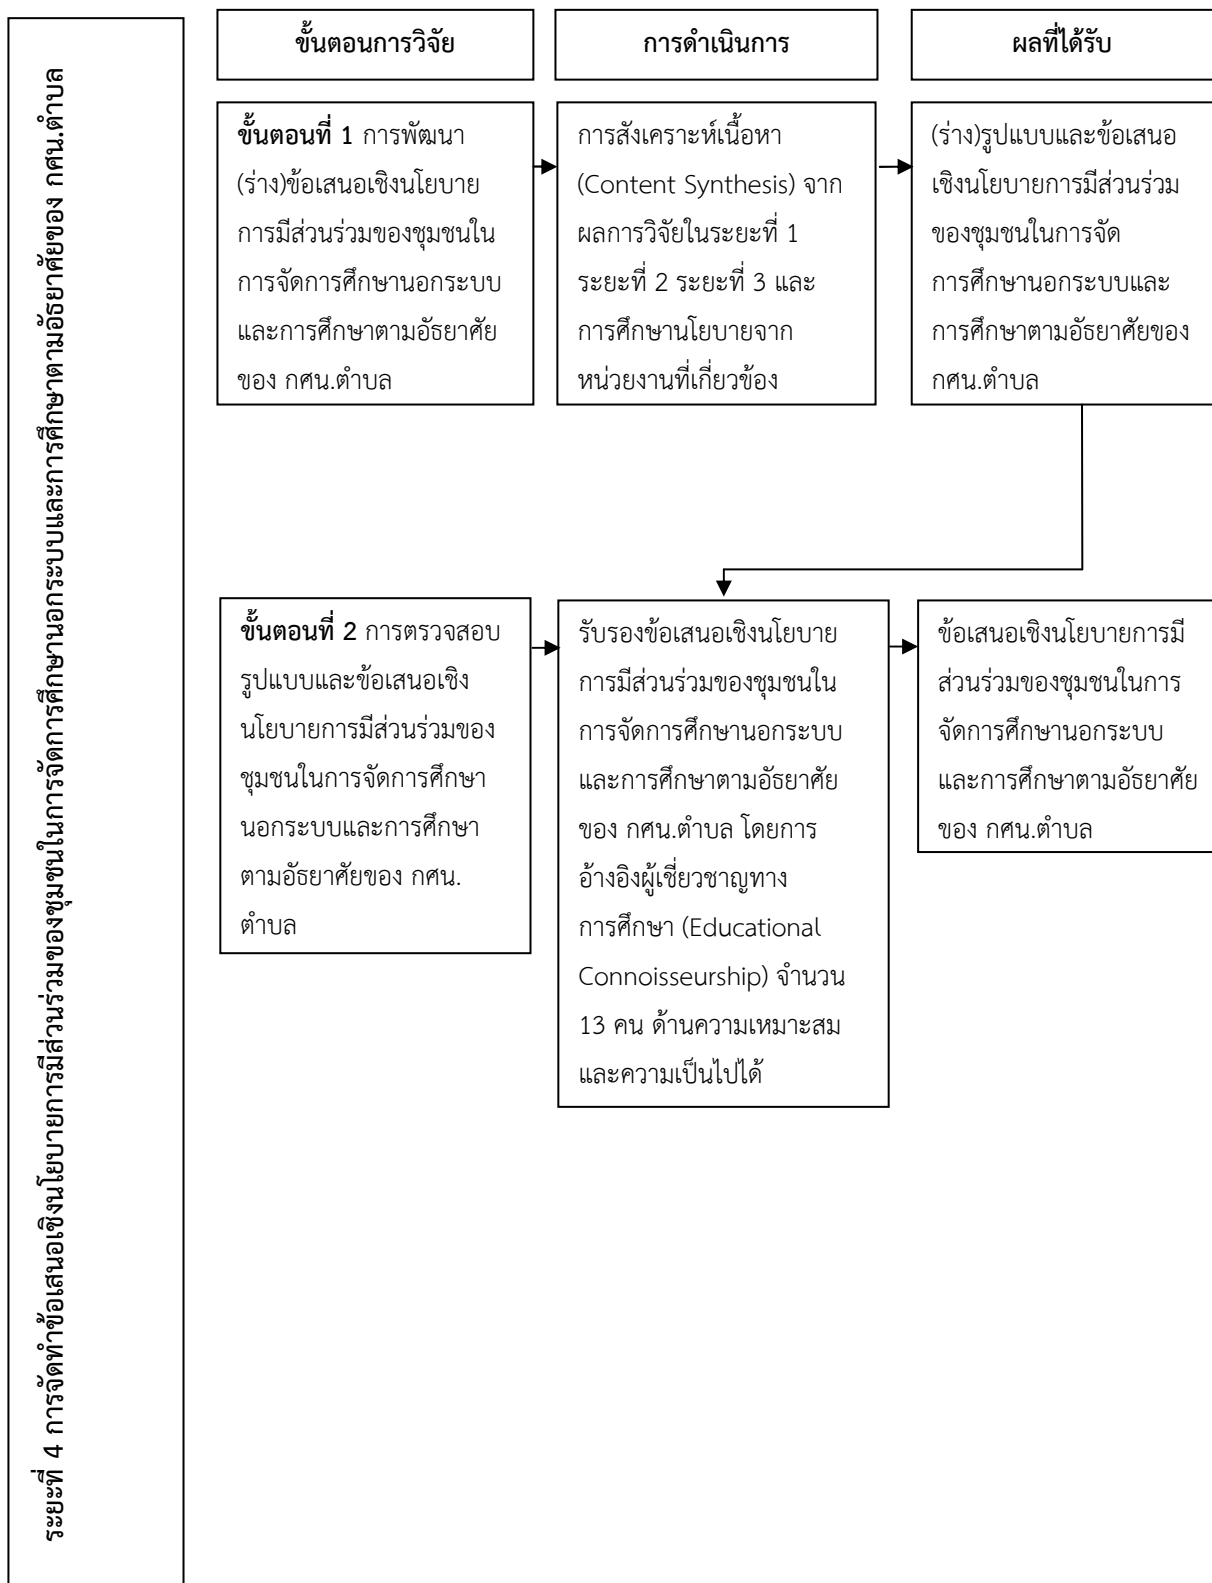 ระยะที่ 4 การจัดทำข้อเสนอเชิงนโยบายการมีส่วนร่วมของชุมชนในการจัดการศึกษานอกระบบและการศึกษาตามอัธยาศัยของ กศน.ตำบล
ขั้นตอนการวิจัย
การดำเนินการ
ผลที่ได้รับ
ขั้นตอนที่ 1 การพัฒนา
(ร่าง)ข้อเสนอเชิงนโยบาย
การมีส่วนร่วมของชุมชนใน
การจัดการศึกษานอกระบบ
และการศึกษาตามอัธยาศัย
ของ กศน.ตำบล
การสังเคราะห์เนื้อหา
(Content Synthesis) จาก
ผลการวิจัยในระยะที่ 1
ระยะที่ 2 ระยะที่ 3 และ
การศึกษานโยบายจาก
หน่วยงานที่เกี่ยวข้อง
(ร่าง)รูปแบบและข้อเสนอ
เชิงนโยบายการมีส่วนร่วม
ของชุมชนในการจัด
การศึกษานอกระบบและ
การศึกษาตามอัธยาศัยของ
กศน.ตำบล
ขั้นตอนที่ 2 การตรวจสอบ
รูปแบบและข้อเสนอเชิง
นโยบายการมีส่วนร่วมของ
ชุมชนในการจัดการศึกษา
นอกระบบและการศึกษา
ตามอัธยาศัยของ กศน.
ตำบล
รับรองข้อเสนอเชิงนโยบาย
การมีส่วนร่วมของชุมชนใน
การจัดการศึกษานอกระบบ
และการศึกษาตามอัธยาศัย
ของ กศน.ตำบล โดยการ
อ้างอิงผู้เชี่ยวชาญทาง
การศึกษา (Educational
Connoisseurship) จำนวน
13 คน ด้านความเหมาะสม
และความเป็นไปได้
ข้อเสนอเชิงนโยบายการมี
ส่วนร่วมของชุมชนในการ
จัดการศึกษานอกระบบ
และการศึกษาตามอัธยาศัย
ของ กศน.ตำบล